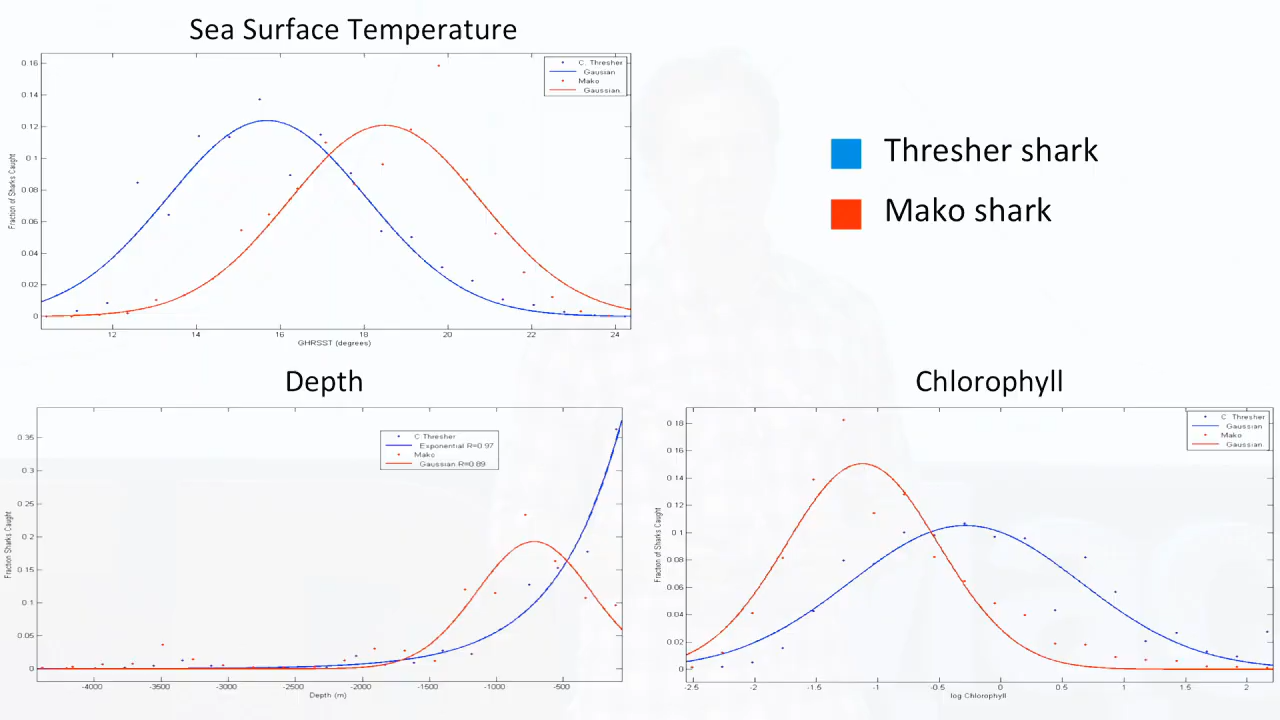 Sea Surface Temperature
0.16
0.14
0.12
0.1
0.08
0.06
0.04
0.02
0
Fraction of Sharks Caught
C. Thresher
Gausian
Mako
Gaussian
12
14
16
18
20
22
24
GHRSST (degrees)
Thresher shark
Mako shark
Depth
0.35
0.3
0.25
0.2
0.15
0.1
0.05
0
Fraction Sharks Caught
C Thresher
Exponential R=0.97
Mako
Gaussian R=0.89
-4000
-3500
-3000
-2500
-2000
-1500
-1000
-500
Depth (m)
Chlorophyll
0.18
0.16
0.14
0.12
0.1
0.08
0.06
0.04
0.02
0
Fraction of Sharks Caught
C Thresher
Gaussian
Mako
Gaussian
-2.5
-2
-1.5
-1
-0.5
0
0.5
1
1.5
2
log Chlorophyll